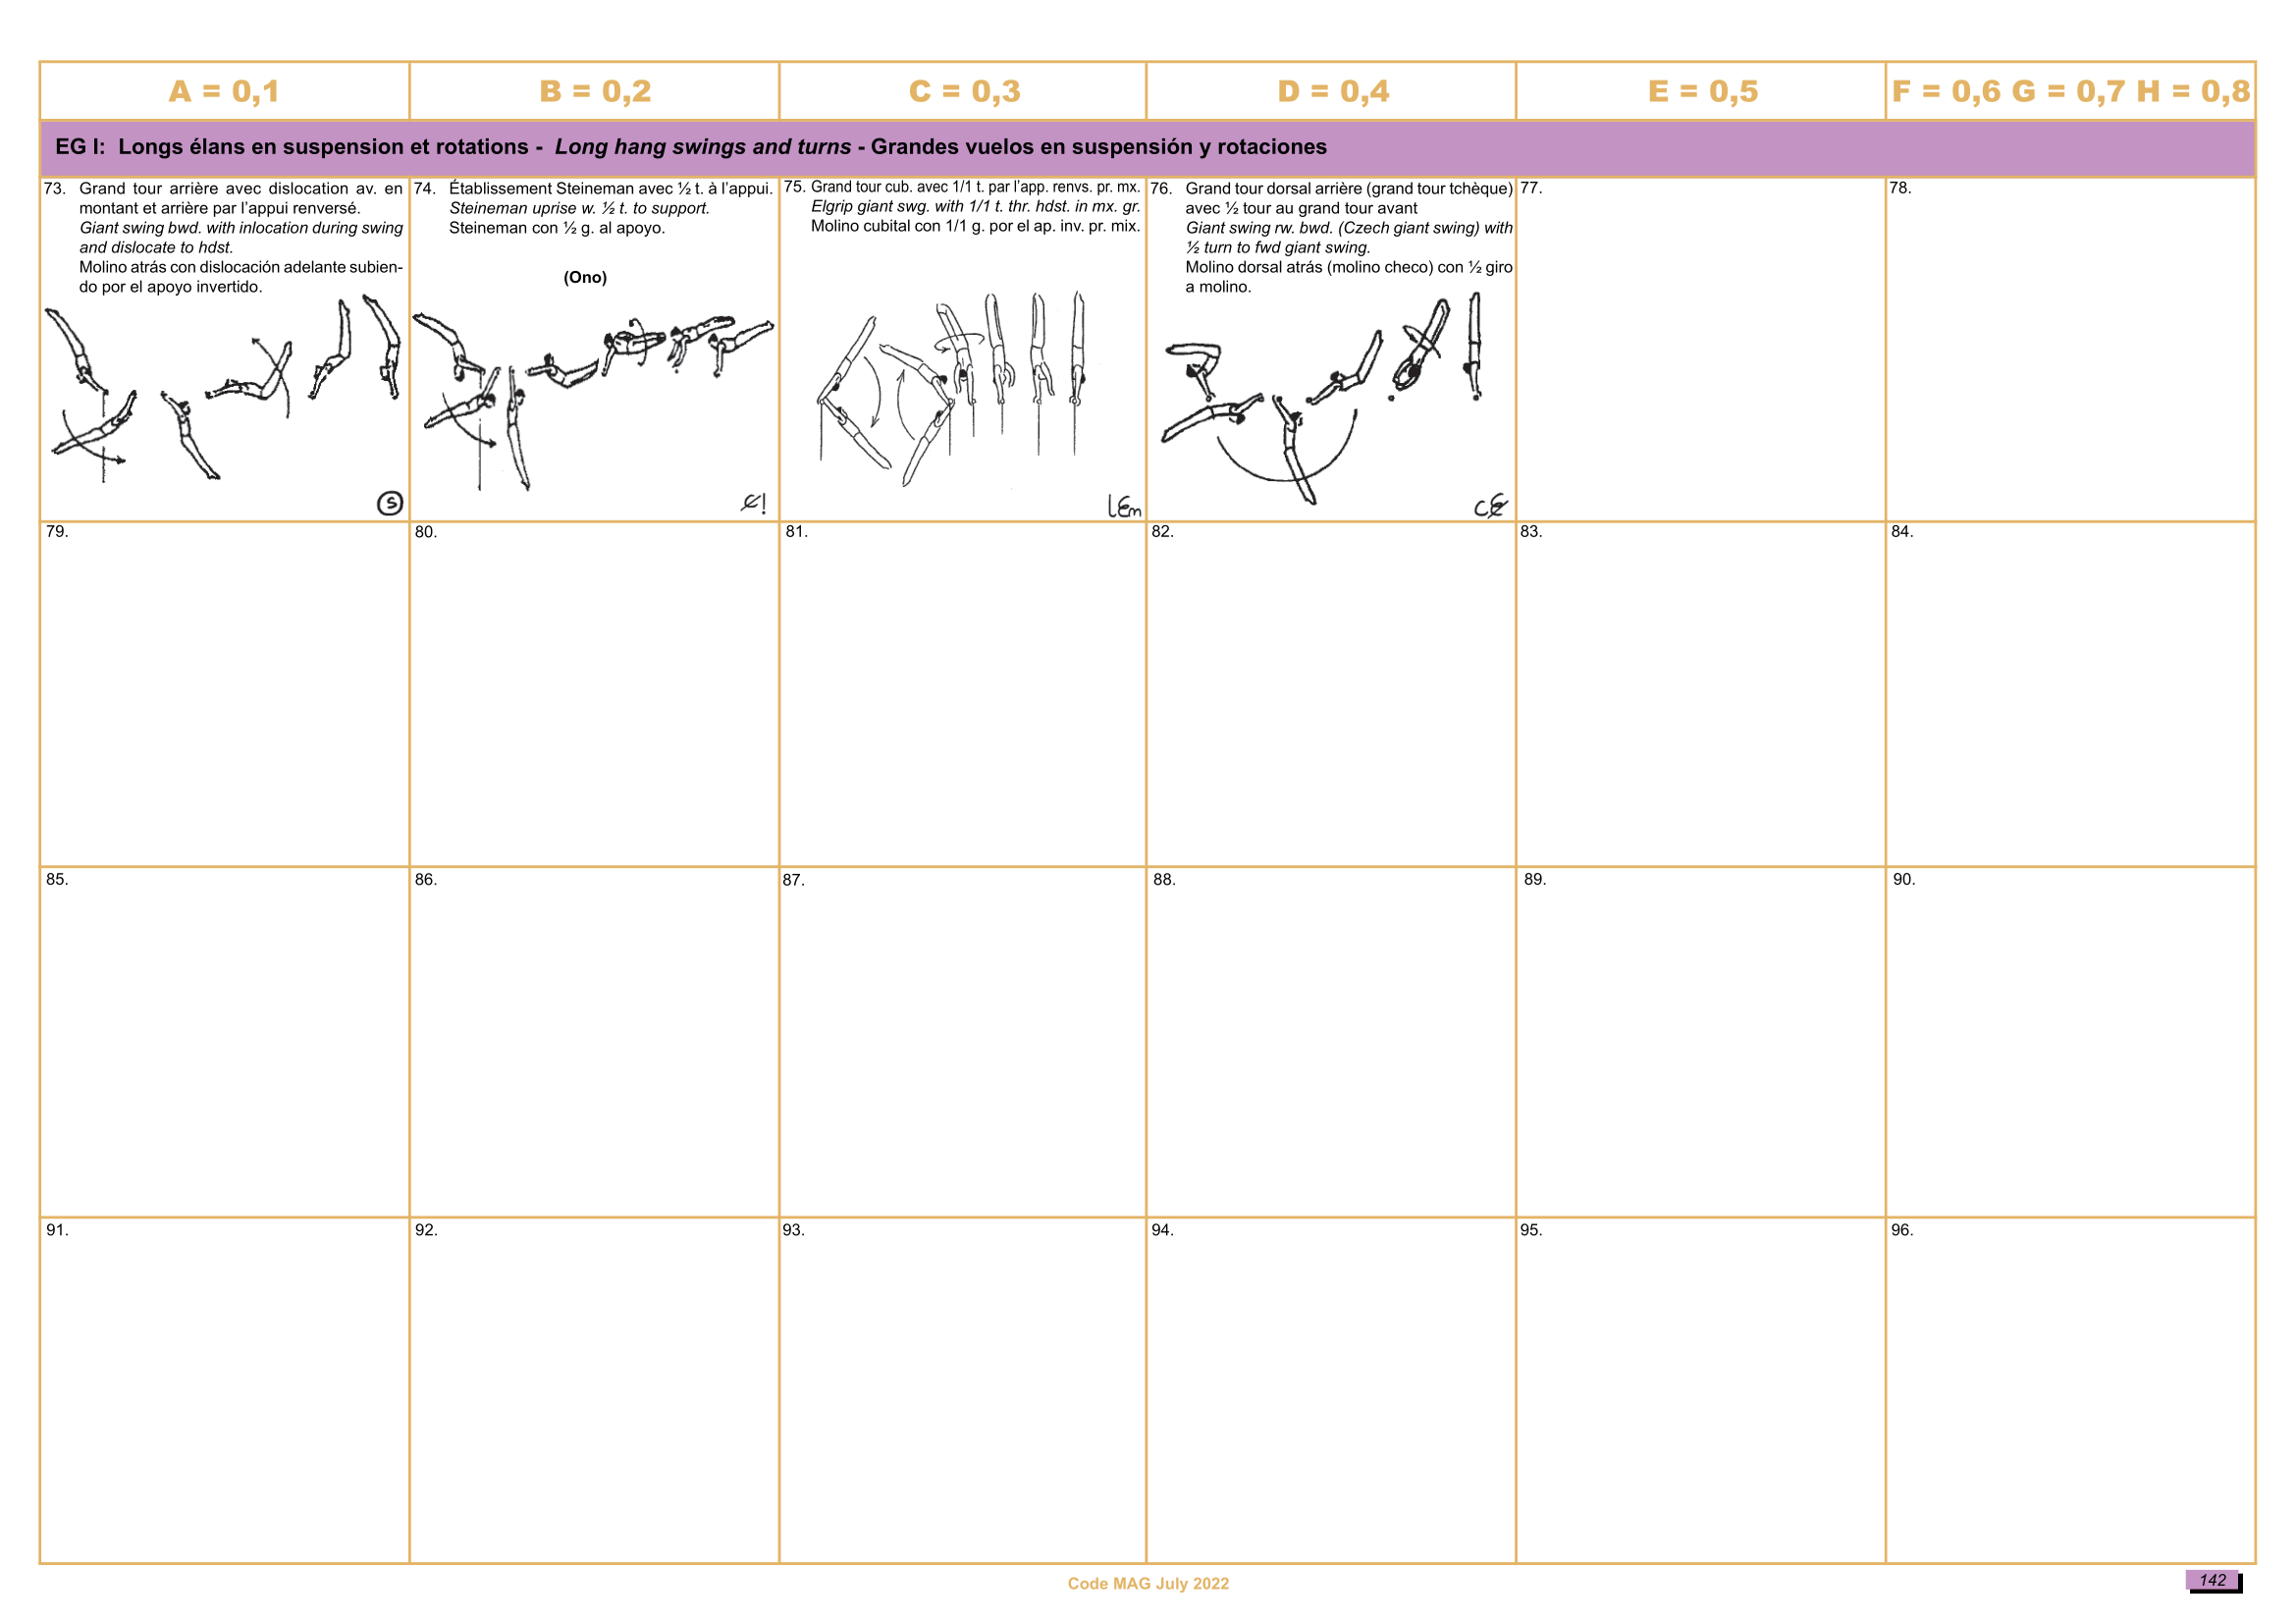 A = 0,1
B = 0,2
C = 0,3
D = 0,4
E = 0,5
F = 0,6 G = 0,7 H = 0,8
EG I: Longs élans en suspension et rotations - Long hang swings and turns - Grandes vuelos en suspensión y rotaciones
73. Grand tour arrière avec dislocation av. en
montant et arrière par l'appui renversé.
Giant swing bwd. with inlocation during swing
and dislocate to hdst.
Molino atrás con dislocación adelante subien-
do por el apoyo invertido.
S
74. Établissement Steineman avec ½ t. à l'appui.
Steineman uprise w. ½ t. to support.
Steineman con ½ g. al apoyo.
(Ono)
75. Grand tour cub. avec 1/1 t. par l'app. renvs. pr. mx.
Elgrip giant swg. with 1/1 t. thr. hdst. in mx. gr.
Molino cubital con 1/1 g. por el ap. inv. pr. mix.
76. Grand tour dorsal arrière (grand tour tchèque)
avec ½ tour au grand tour avant
Giant swing rw. bwd. (Czech giant swing) with
½ turn to fwd giant swing.
Molino dorsal atrás (molino checo) con ½ giro
a molino.
77.
78.
79.
80.
81.
82.
83.
84.
85.
86.
87.
88.
89.
90.
91.
92.
93.
94.
95.
96.
Code MAG July 2022
142